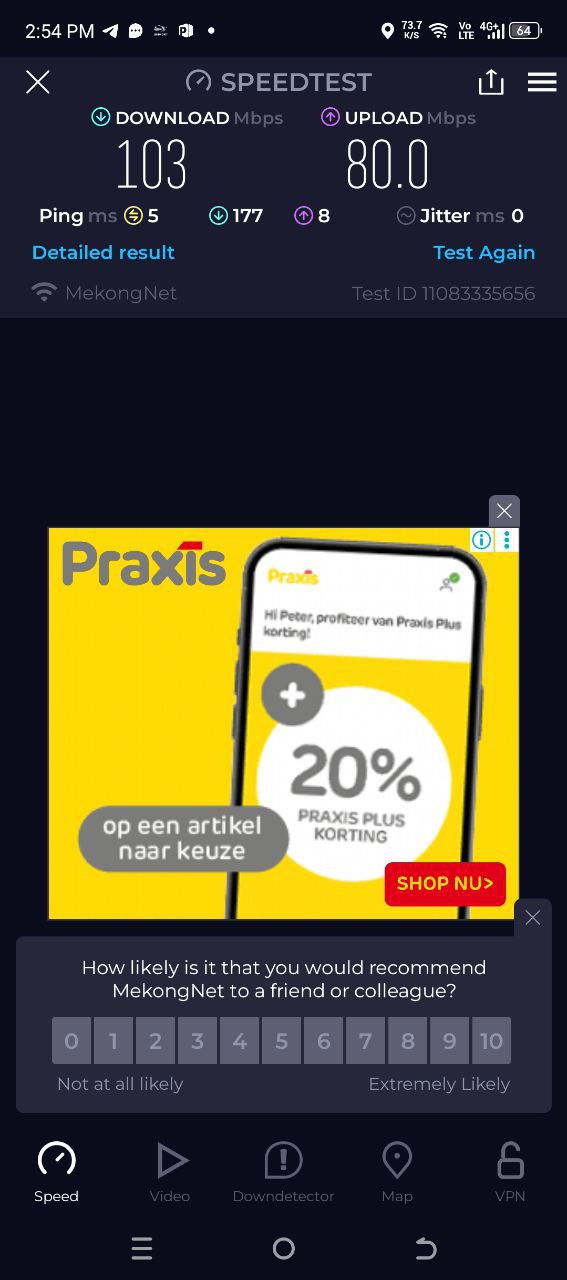 2:54 PM 73.7 K/S Vo LTE 4G+ 64
SPEEDTEST
DOWNLOAD Mbps UPLOAD Mbps
103 80.0
Ping ms 5 177 8 Jitter ms 0
Detailed result Test Again
MekongNet Test ID 11083335656
Praxis
Praxis
Hi Peter, profiteer van Praxis Plus
korting!
+
20%
PRAXIS PLUS
KORTING
op een artikel
naar keuze
SHOP NU>
How likely is it that you would recommend
MekongNet to a friend or colleague?
0 1 2 3 4 5 6 7 8 9 10
Not at all likely Extremely Likely
Speed Video Downdetector Map VPN